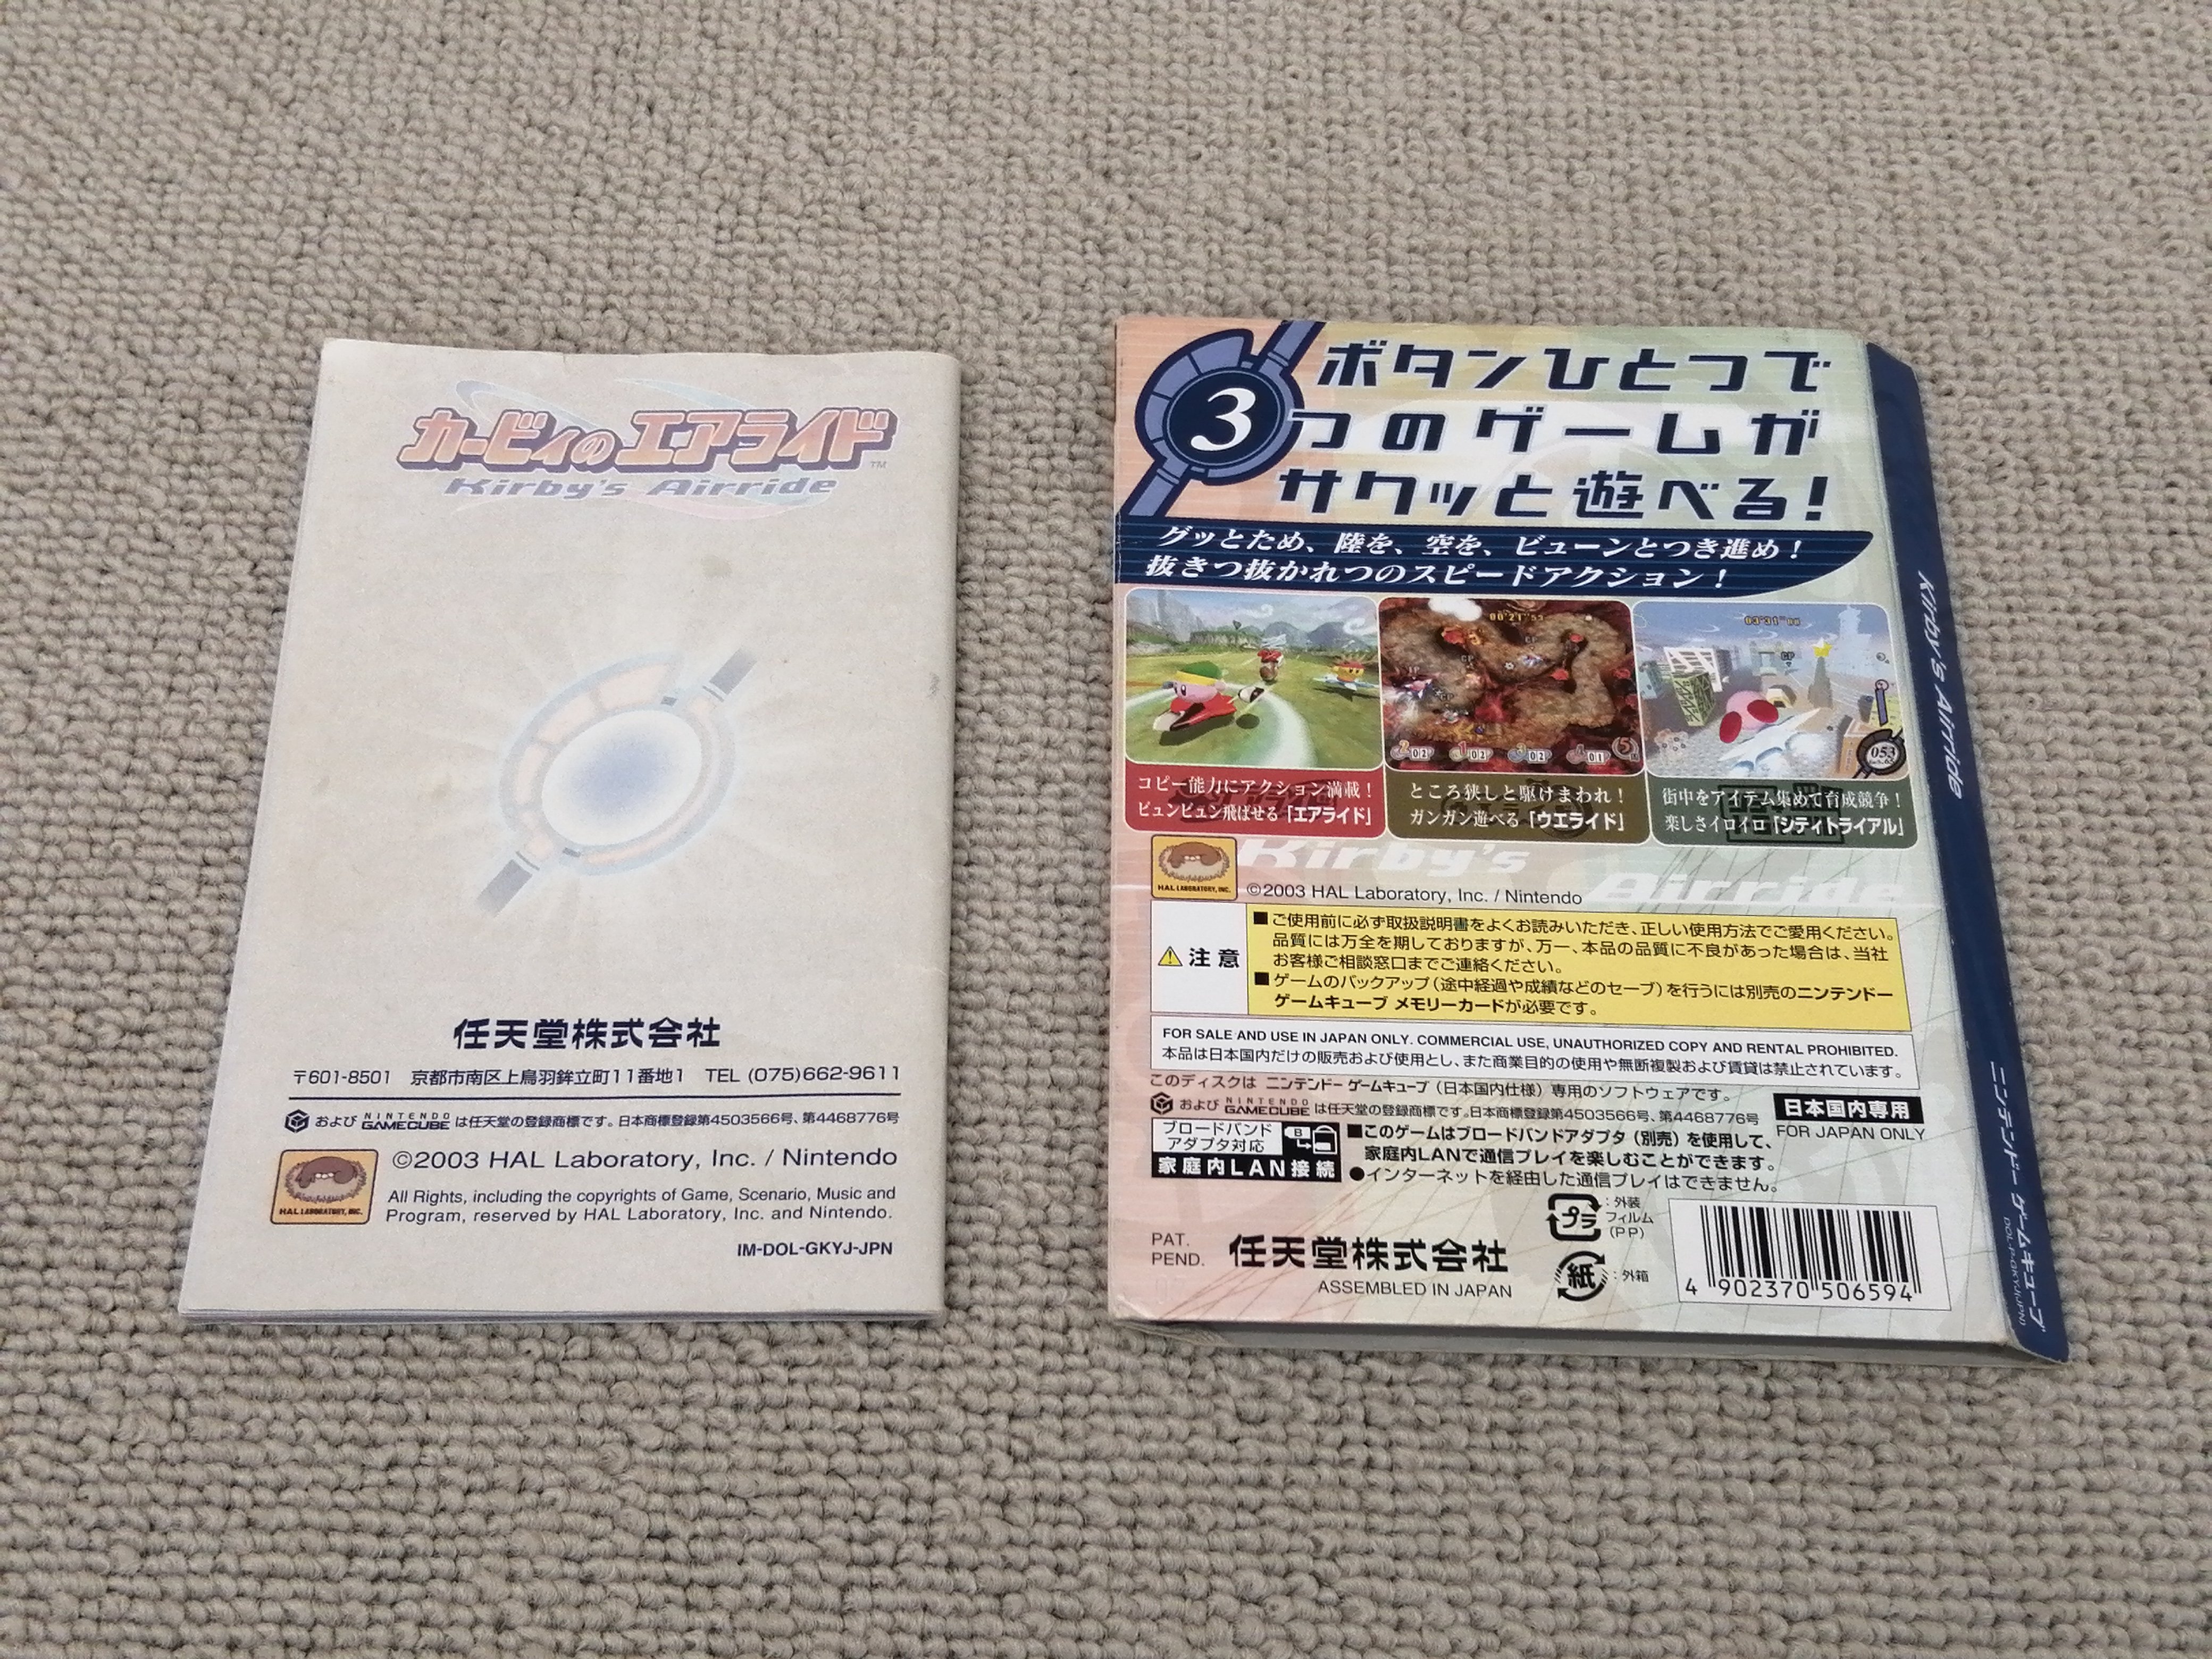 カービィのエアライド™
Kirby's Airride
任天堂株式会社
〒601-8501 京都市南区上鳥羽鉾立町11番地1 TEL (075)662-9611
および NINTENDO GAMECUBE は任天堂の登録商標です。日本商標登録第4503566号、第4468776号
HAL LABORATORY, INC.
©2003 HAL Laboratory, Inc. / Nintendo
All Rights, including the copyrights of Game, Scenario, Music and
Program, reserved by HAL Laboratory, Inc. and Nintendo.
IM-DOL-GKYJ-JPN
ボタンひとつで
3つのゲームが
サクッと遊べる!
グッとため、陸を、空を、ビューンとつき進め!
抜きつ抜かれつのスピードアクション!
00'21"53
CP
CP
CP
2 02
1 02
3 02
4 01
5
03'31"
CP
053
コピー能力にアクション満載!
ビュンビュン飛ばせる「エアライド」
ところ狭しと駆けまわれ!
ガンガン遊べる「ウエライド」
街中をアイテム集めて育成競争!
楽しさイロイロ「シティトライアル」
Kirby's
Airride
HAL LABORATORY, INC.
©2003 HAL Laboratory, Inc. / Nintendo
注意
■ご使用前に必ず取扱説明書をよくお読みいただき、正しい使用方法でご愛用ください。
品質には万全を期しておりますが、万一、本品の品質に不良があった場合は、当社
お客様ご相談窓口までご連絡ください。
■ゲームのバックアップ(途中経過や成績などのセーブ)を行うには別売のニンテンドー
ゲームキューブ メモリーカードが必要です。
FOR SALE AND USE IN JAPAN ONLY. COMMERCIAL USE, UNAUTHORIZED COPY AND RENTAL PROHIBITED.
本品は日本国内だけの販売および使用とし、また商業目的の使用や無断複製および賃貸は禁止されています。
このディスクは ニンテンドー ゲームキューブ (日本国内仕様) 専用のソフトウェアです。
および NINTENDO GAMECUBE は任天堂の登録商標です。日本商標登録第4503566号、第4468776号
日本国内専用
FOR JAPAN ONLY
ブロードバンド
アダプタ対応
B
家庭内LAN接続
■このゲームはブロードバンドアダプタ(別売)を使用して、
家庭内LANで通信プレイを楽しむことができます。
●インターネットを経由した通信プレイはできません。
プラ
:外装
フィルム
(PP)
紙
:外箱
PAT.
PEND.
任天堂株式会社
ASSEMBLED IN JAPAN
4 902370 506594
Kirby's Airride
ニンテンドー ゲームキューブ
DOL-P-GKYJ(JPN)